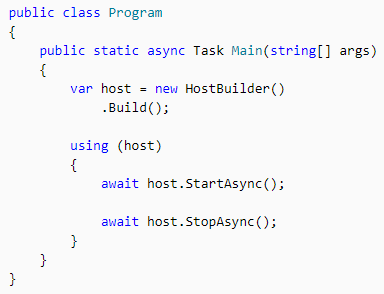 public class Program
{
    public static async Task Main(string[] args)
    {
        var host = new HostBuilder()
            .Build();

        using (host)
        {
            await host.StartAsync();

            await host.StopAsync();
        }
    }
}